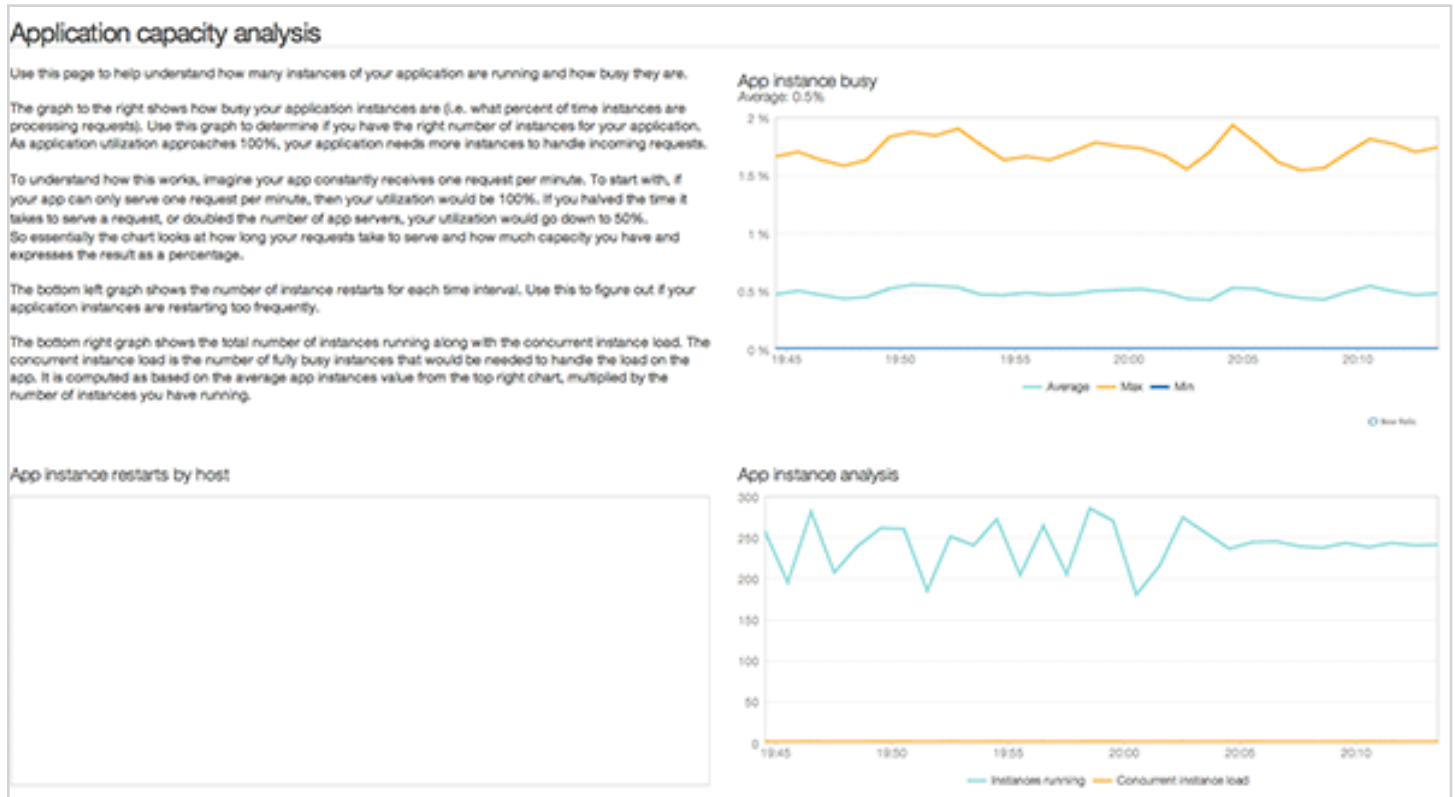 Application capacity analysis
Use this page to help understand how many instances of your application are running and how busy they are.
The graph to the right shows how busy your application instances are (i.e. what percent of time instances are
processing requests). Use this graph to determine if you have the right number of instances for your application.
As application utilization approaches 100%, your application needs more instances to handle incoming requests.
To understand how this works, imagine your app constantly receives one request per minute. To start with, if
your app can only serve one request per minute, then your utilization would be 100%. If you halved the time it
takes to serve a request, or doubled the number of app servers, your utilization would go down to 50%.
So essentially the chart looks at how long your requests take to serve and how much capacity you have and
expresses the result as a percentage.
The bottom left graph shows the number of instance restarts for each time interval. Use this to figure out if your
application instances are restarting too frequently.
The bottom right graph shows the total number of instances running along with the concurrent instance load. The
concurrent instance load is the number of fully busy instances that would be needed to handle the load on the
app. It is computed as based on the average app instances value from the top right chart, multiplied by the
number of instances you have running.
App instance busy
Average: 0.5%
2 %
1.5 %
1 %
0.5 %
0 %
19:45 19:50 19:55 20:00 20:05 20:10
Average Max Min
New Relic
App instance restarts by host
App instance analysis
300
250
200
150
100
50
0
19:45 19:50 19:55 20:00 20:05 20:10
Instances running Concurrent instance load